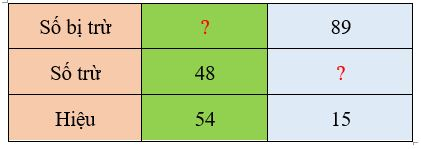 Số bị trừ ? 89
Số trừ 48 ?
Hiệu 54 15